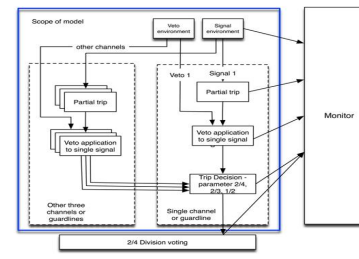 Scope of model
Veto
environment
Signal
environment
other channels
Veto 1
Signal 1
Partial trip
Partial trip
Monitor
Veto application
to single signal
Veto application
to single signal
Trip Decision -
parameter 2/4,
2/3, 1/2
Other three
channels or
guardlines
Single channel
or guardline
2/4 Division voting